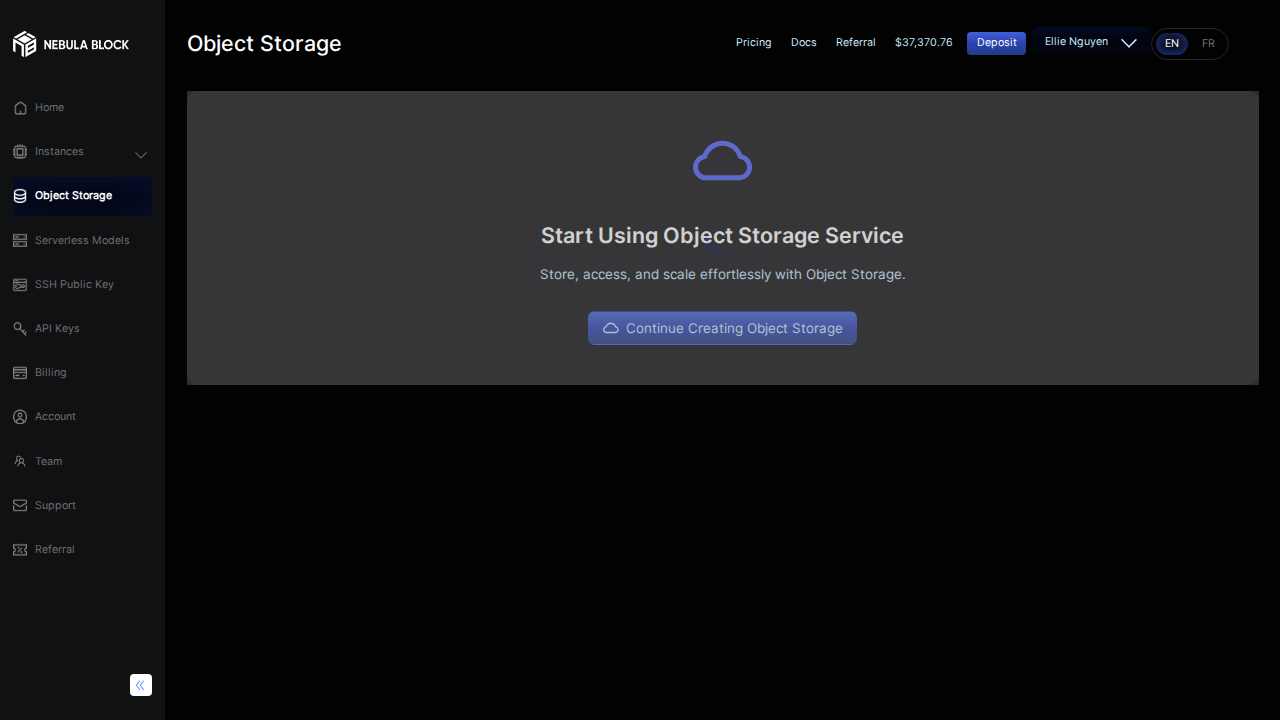 NEBULA BLOCK
Home
Instances
Object Storage
Serverless Models
SSH Public Key
API Keys
Billing
Account
Team
Support
Referral
Object Storage
Pricing
Docs
Referral
$37,370.76
Deposit
Ellie Nguyen
EN
FR
Start Using Object Storage Service
Store, access, and scale effortlessly with Object Storage.
Continue Creating Object Storage